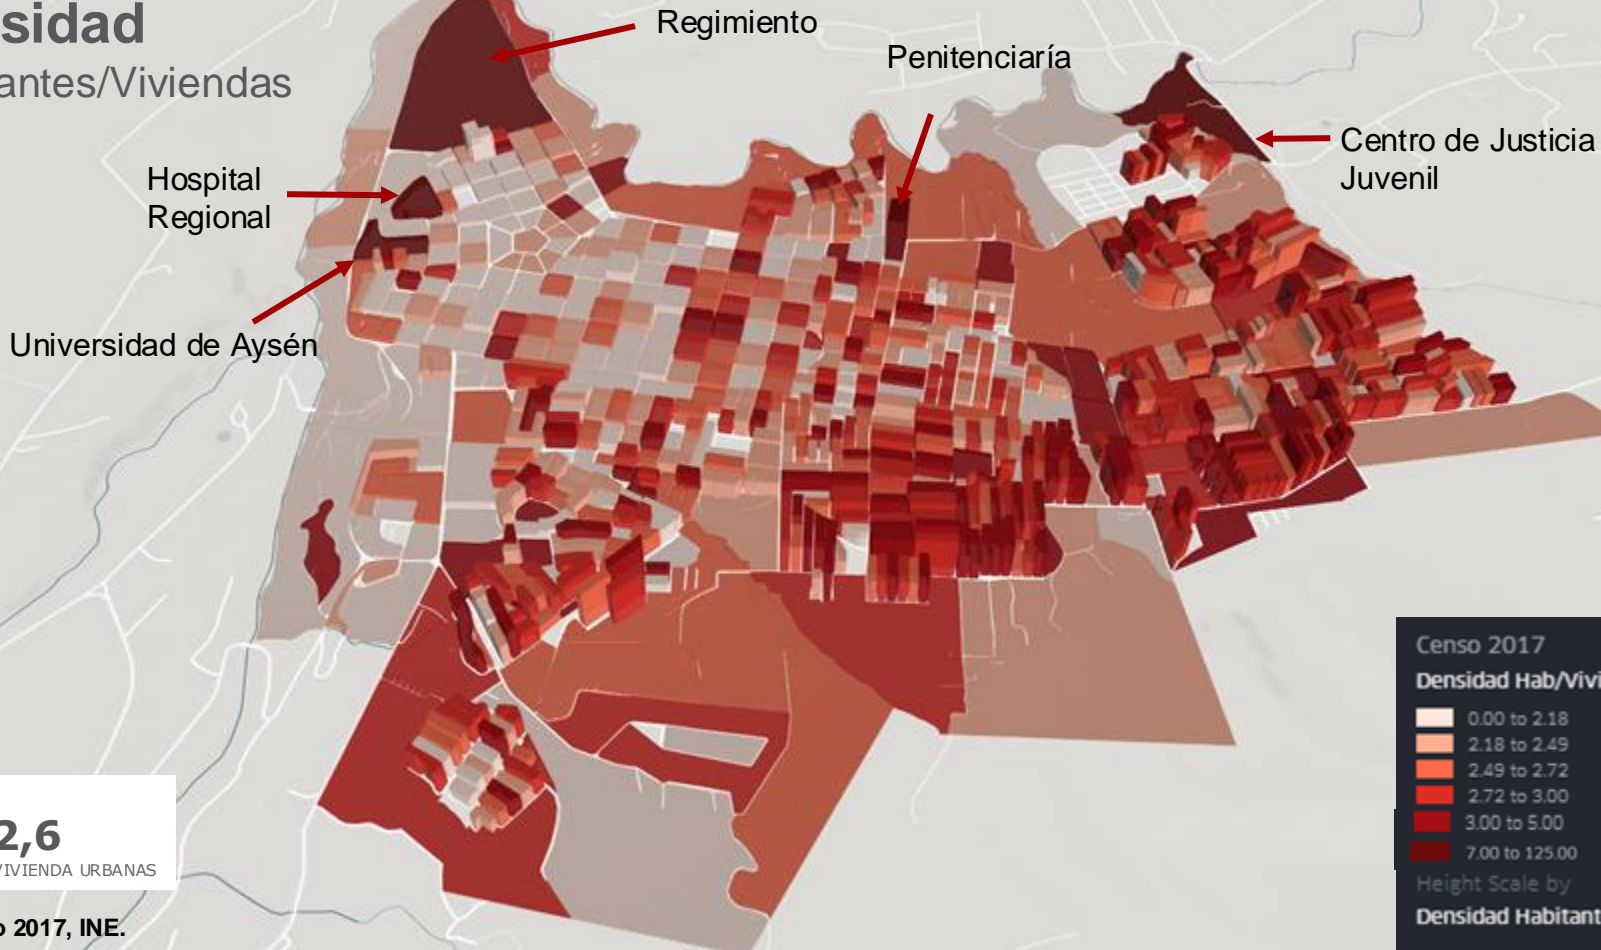 sidad
antes/Viviendas
Regimiento
Penitenciaría
Centro de Justicia
Juvenil
Hospital
Regional
Universidad de Aysén
2,6
VIVIENDA URBANAS
o 2017, INE.
Censo 2017
Densidad Hab/Vivi
0.00 to 2.18
2.18 to 2.49
2.49 to 2.72
2.72 to 3.00
3.00 to 5.00
7.00 to 125.00
Height Scale by
Densidad Habitant